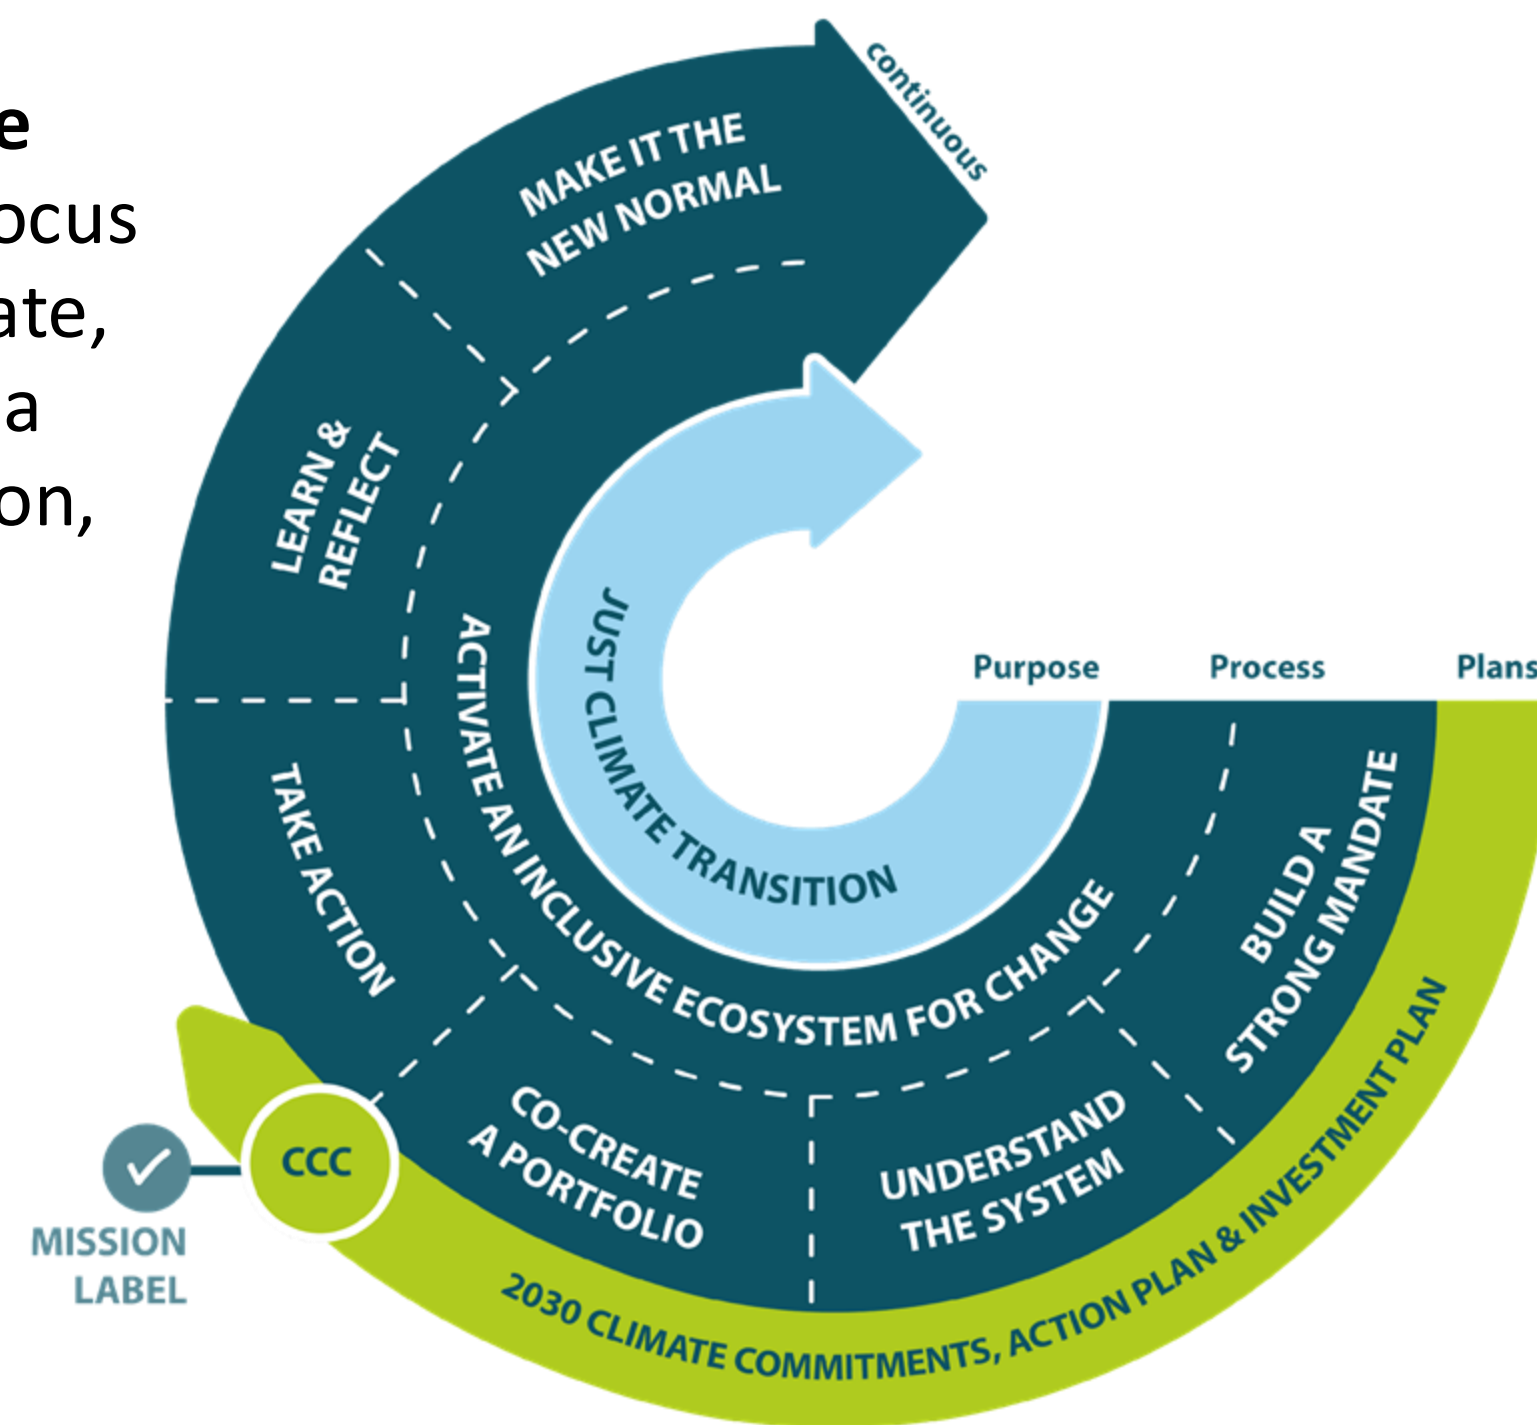 e
ocus
ate,
a
on,
continuous
MAKE IT THE
NEW NORMAL
LEARN &
REFLECT
TAKE ACTION
ACTIVATE AN INCLUSIVE ECOSYSTEM FOR CHANGE
JUST CLIMATE TRANSITION
Purpose
Process
Plans
BUILD A
STRONG MANDATE
UNDERSTAND
THE SYSTEM
CO-CREATE
A PORTFOLIO
2030 CLIMATE COMMITMENTS, ACTION PLAN & INVESTMENT PLAN
CCC
MISSION
LABEL